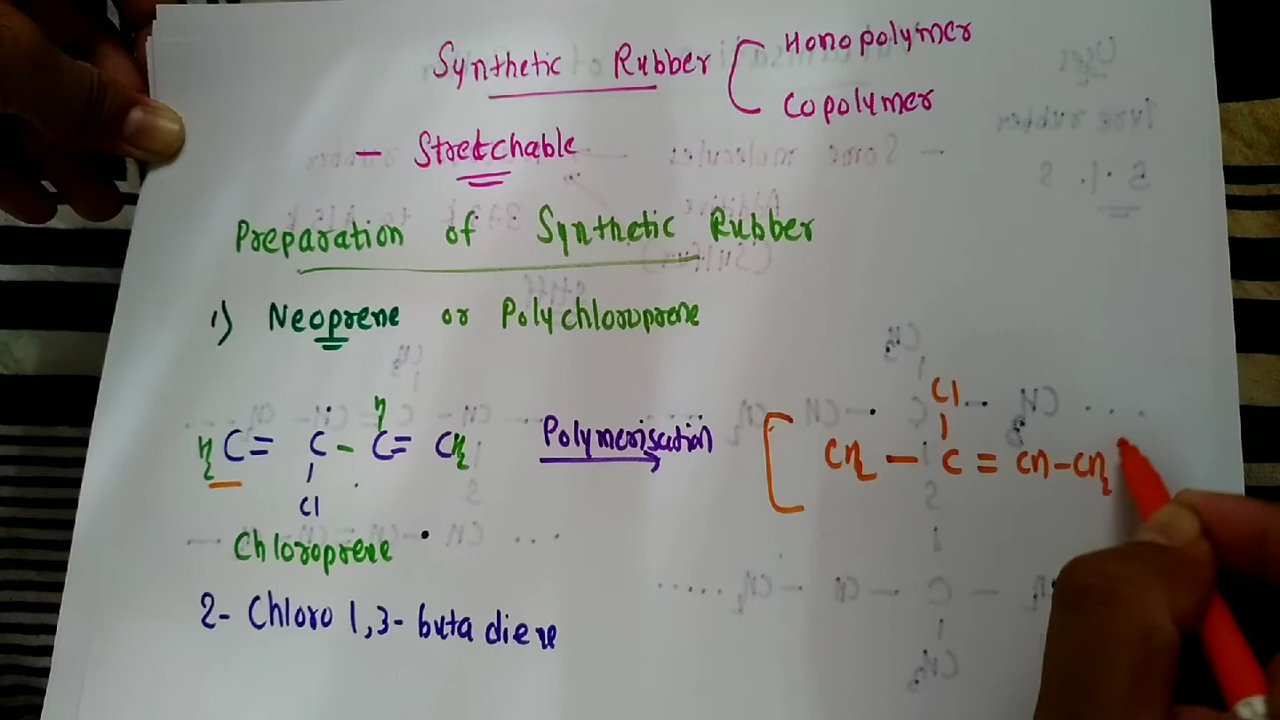 Synthetic Rubber Homopolymer
Copolymer
- Stretchable
Preparation of Synthetic Rubber
1) Neoprene or Polychloroprene
H
Cl
H2C = C - C = CH2 Polymerisation CH2 - C = CH-CH2
Cl
Chloroprene
2- Chloro 1,3- butadiene